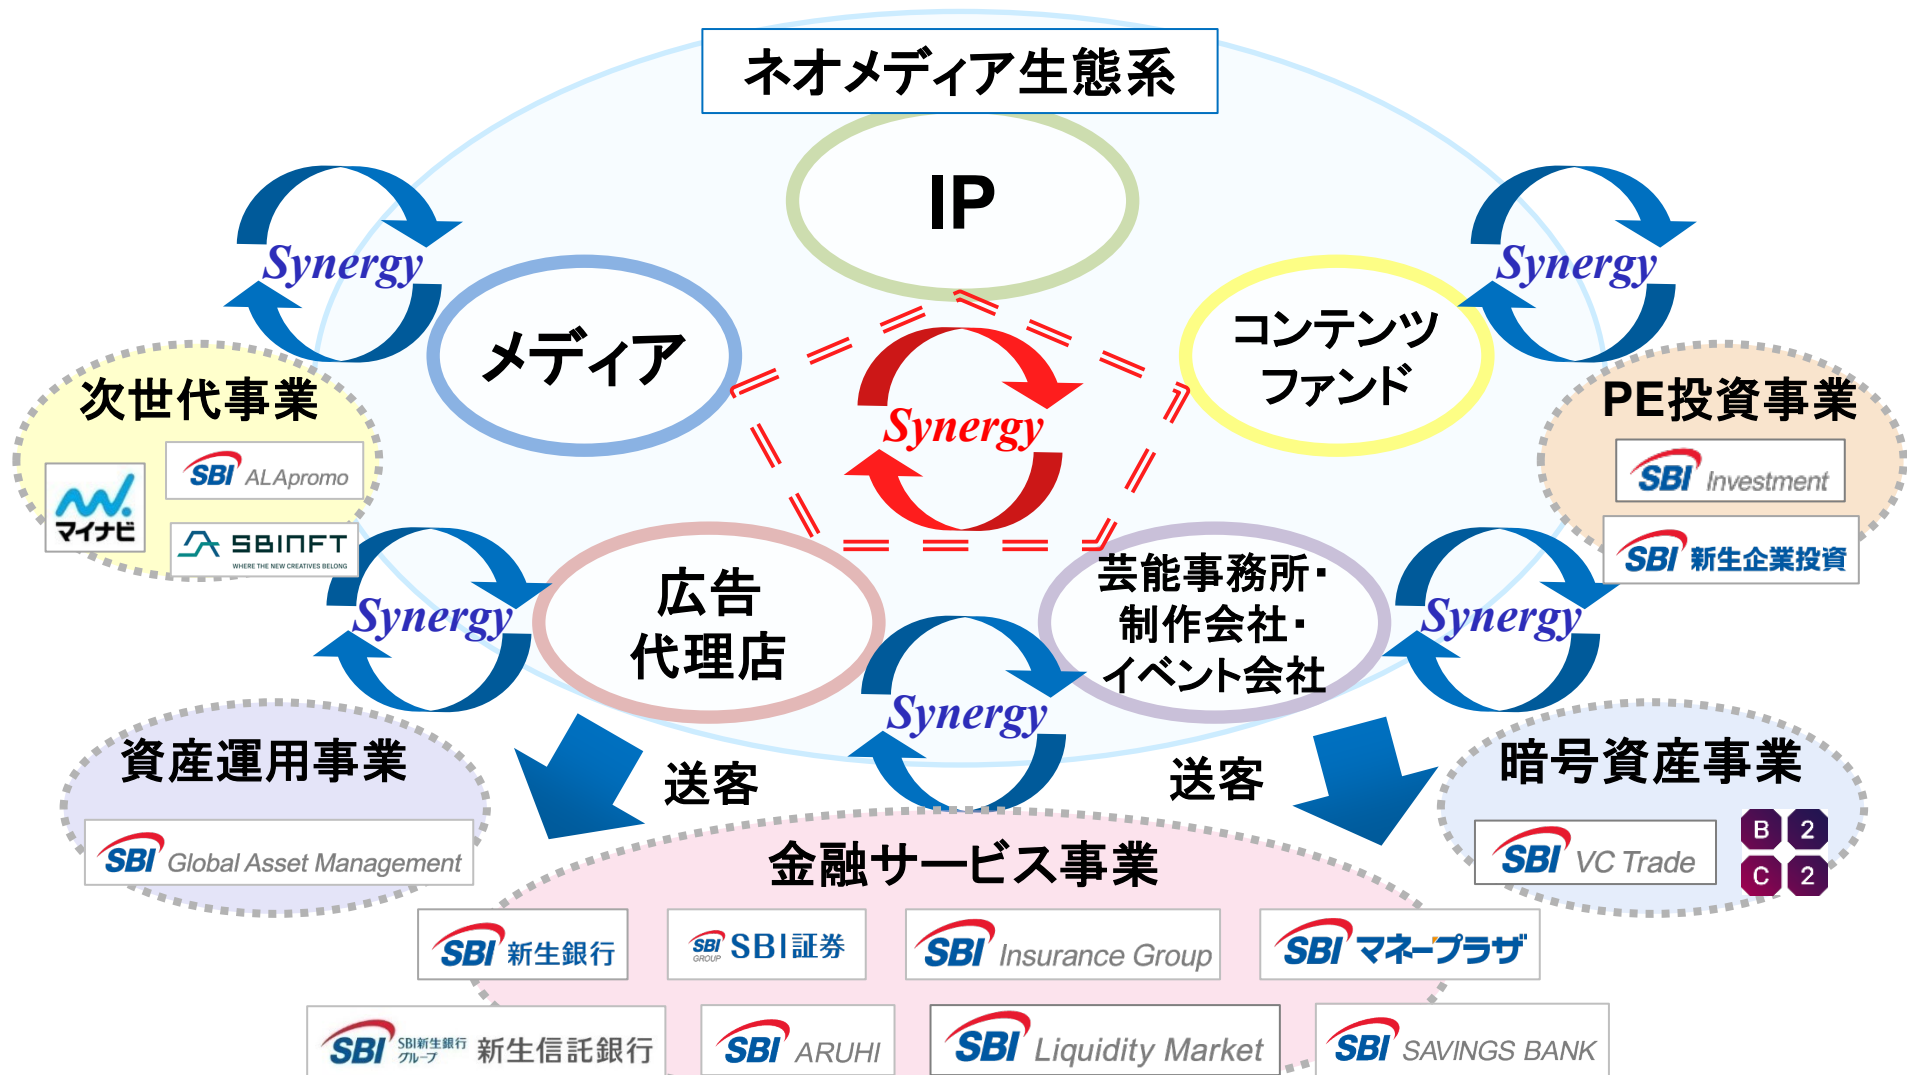 ネオメディア生態系
IP
Synergy
Synergy
メディア
コンテンツ
ファンド
Synergy
次世代事業
マイナビ
SBI ALApromo
SBINFT
WHERE THE NEW CREATIVES BELONG
PE投資事業
SBI Investment
SBI 新生企業投資
Synergy
広告
代理店
芸能事務所・
制作会社・
イベント会社
Synergy
Synergy
資産運用事業
SBI Global Asset Management
送客
送客
暗号資産事業
SBI VC Trade
B 2
C 2
金融サービス事業
SBI 新生銀行
SBI GROUP SBI証券
SBI Insurance Group
SBI マネープラザ
SBI SBI新生銀行グループ 新生信託銀行
SBI ARUHI
SBI Liquidity Market
SBI SAVINGS BANK